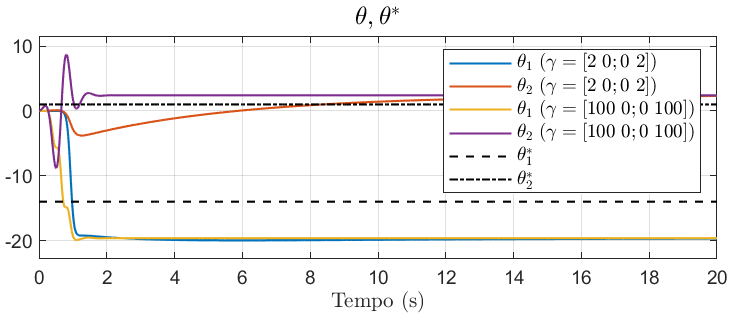 θ, θ*
10
0
-10
-20
0 2 4 6 8 10 12 14 16 18 20
Tempo (s)
θ₁ (γ = [2 0; 0 2])
θ₂ (γ = [2 0; 0 2])
θ₁ (γ = [100 0; 0 100])
θ₂ (γ = [100 0; 0 100])
θ₁*
θ₂*